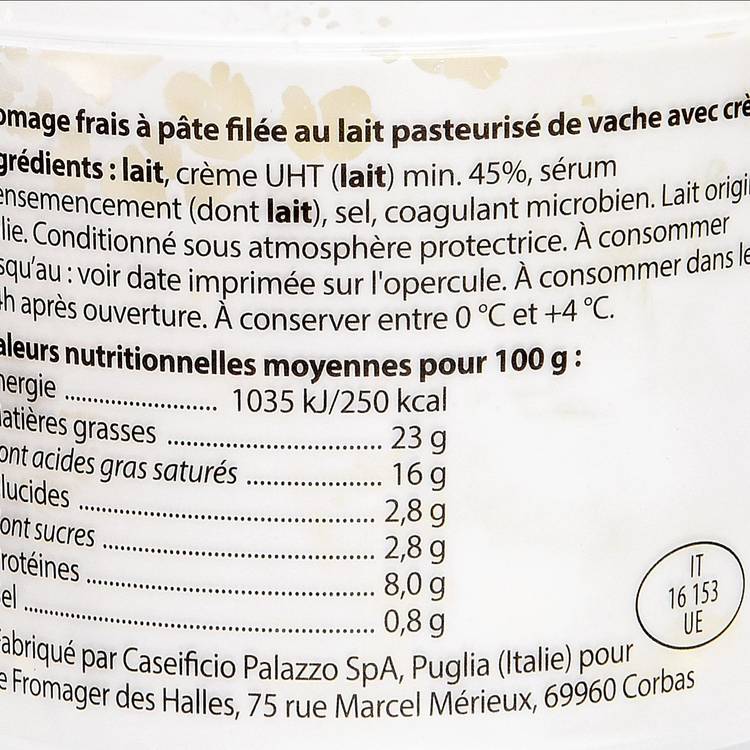 omage frais à pâte filée au lait pasteurisé de vache avec crè
grédients : lait, crème UHT (lait) min. 45%, sérum
ensemencement (dont lait), sel, coagulant microbien. Lait origi
lie. Conditionné sous atmosphère protectrice. À consommer
squ'au : voir date imprimée sur l'opercule. À consommer dans le
h après ouverture. À conserver entre 0 °C et +4 °C.
aleurs nutritionnelles moyennes pour 100 g :
nergie .................... 1035 kJ/250 kcal
atières grasses .................... 23 g
ont acides gras saturés .................... 16 g
lucides .................... 2,8 g
ont sucres .................... 2,8 g
rotéines .................... 8,0 g
el .................... 0,8 g
IT
16 153
UE
abriqué par Caseificio Palazzo SpA, Puglia (Italie) pour
e Fromager des Halles, 75 rue Marcel Mérieux, 69960 Corbas